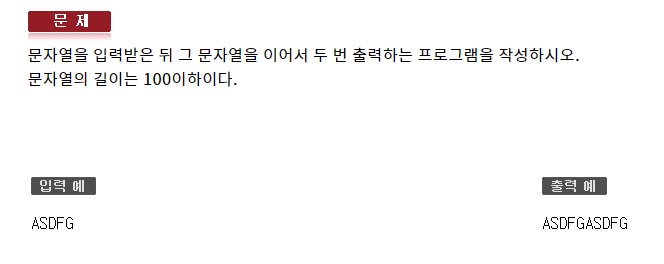 문 제
문자열을 입력받은 뒤 그 문자열을 이어서 두 번 출력하는 프로그램을 작성하시오.
문자열의 길이는 100이하이다.
입력 예
출력 예
ASDFG
ASDFGASDFG